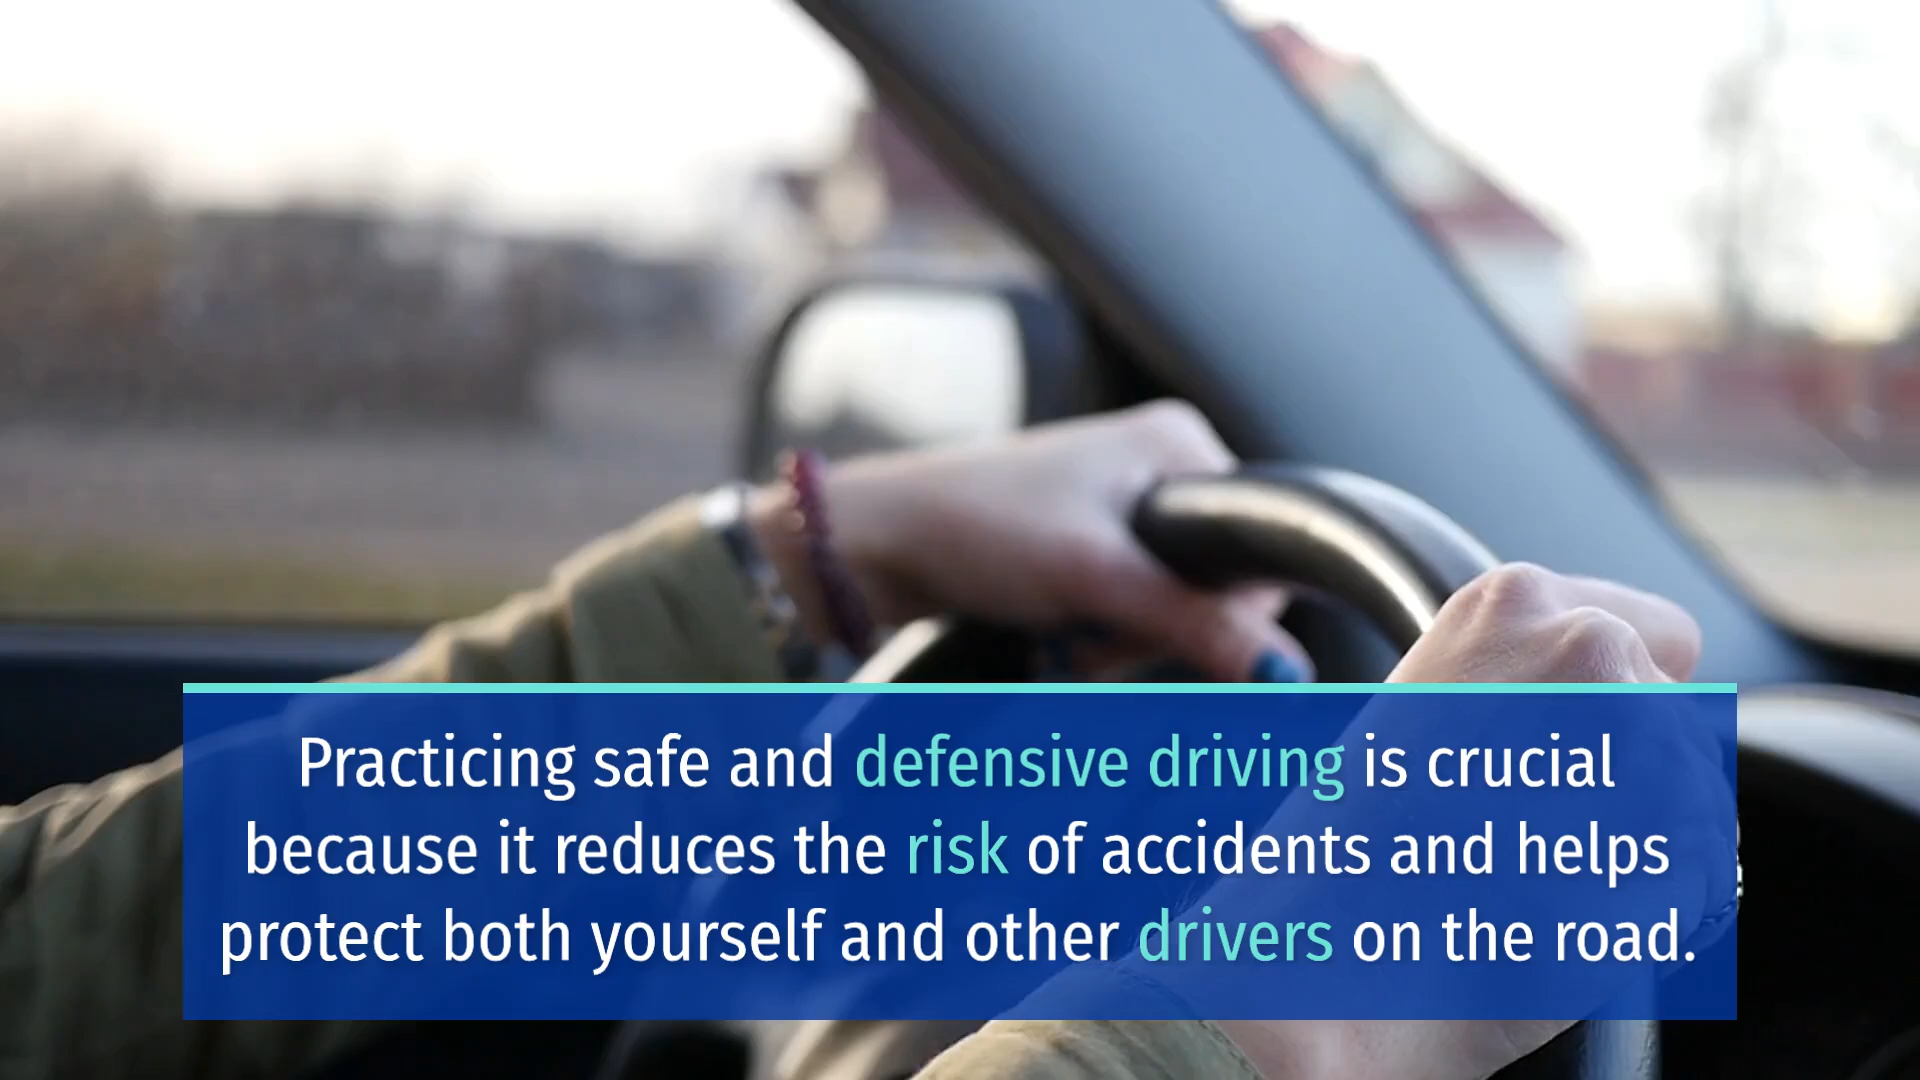 Practicing safe and defensive driving is crucial
because it reduces the risk of accidents and helps
protect both yourself and other drivers on the road.